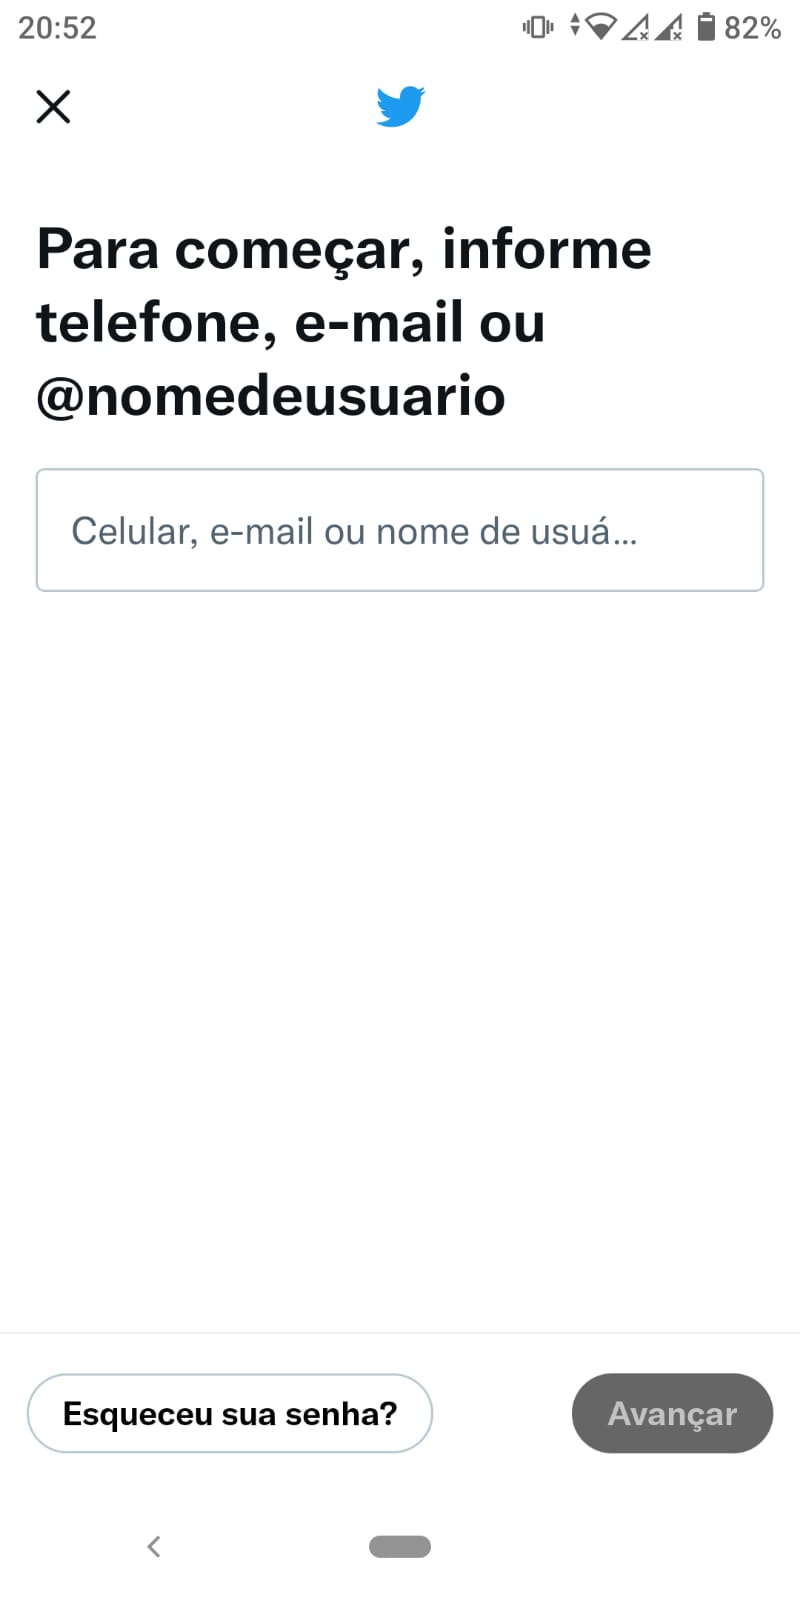 20:52
82%
Para começar, informe
telefone, e-mail ou
@nomedeusuario
Celular, e-mail ou nome de usuá...
Esqueceu sua senha?
Avançar